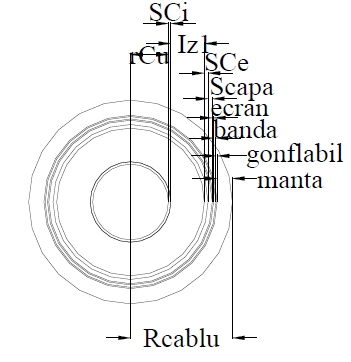 SCi
Iz1
rCu
SCe
Scapa
ecran
banda
gonflabil
manta
Rcablu